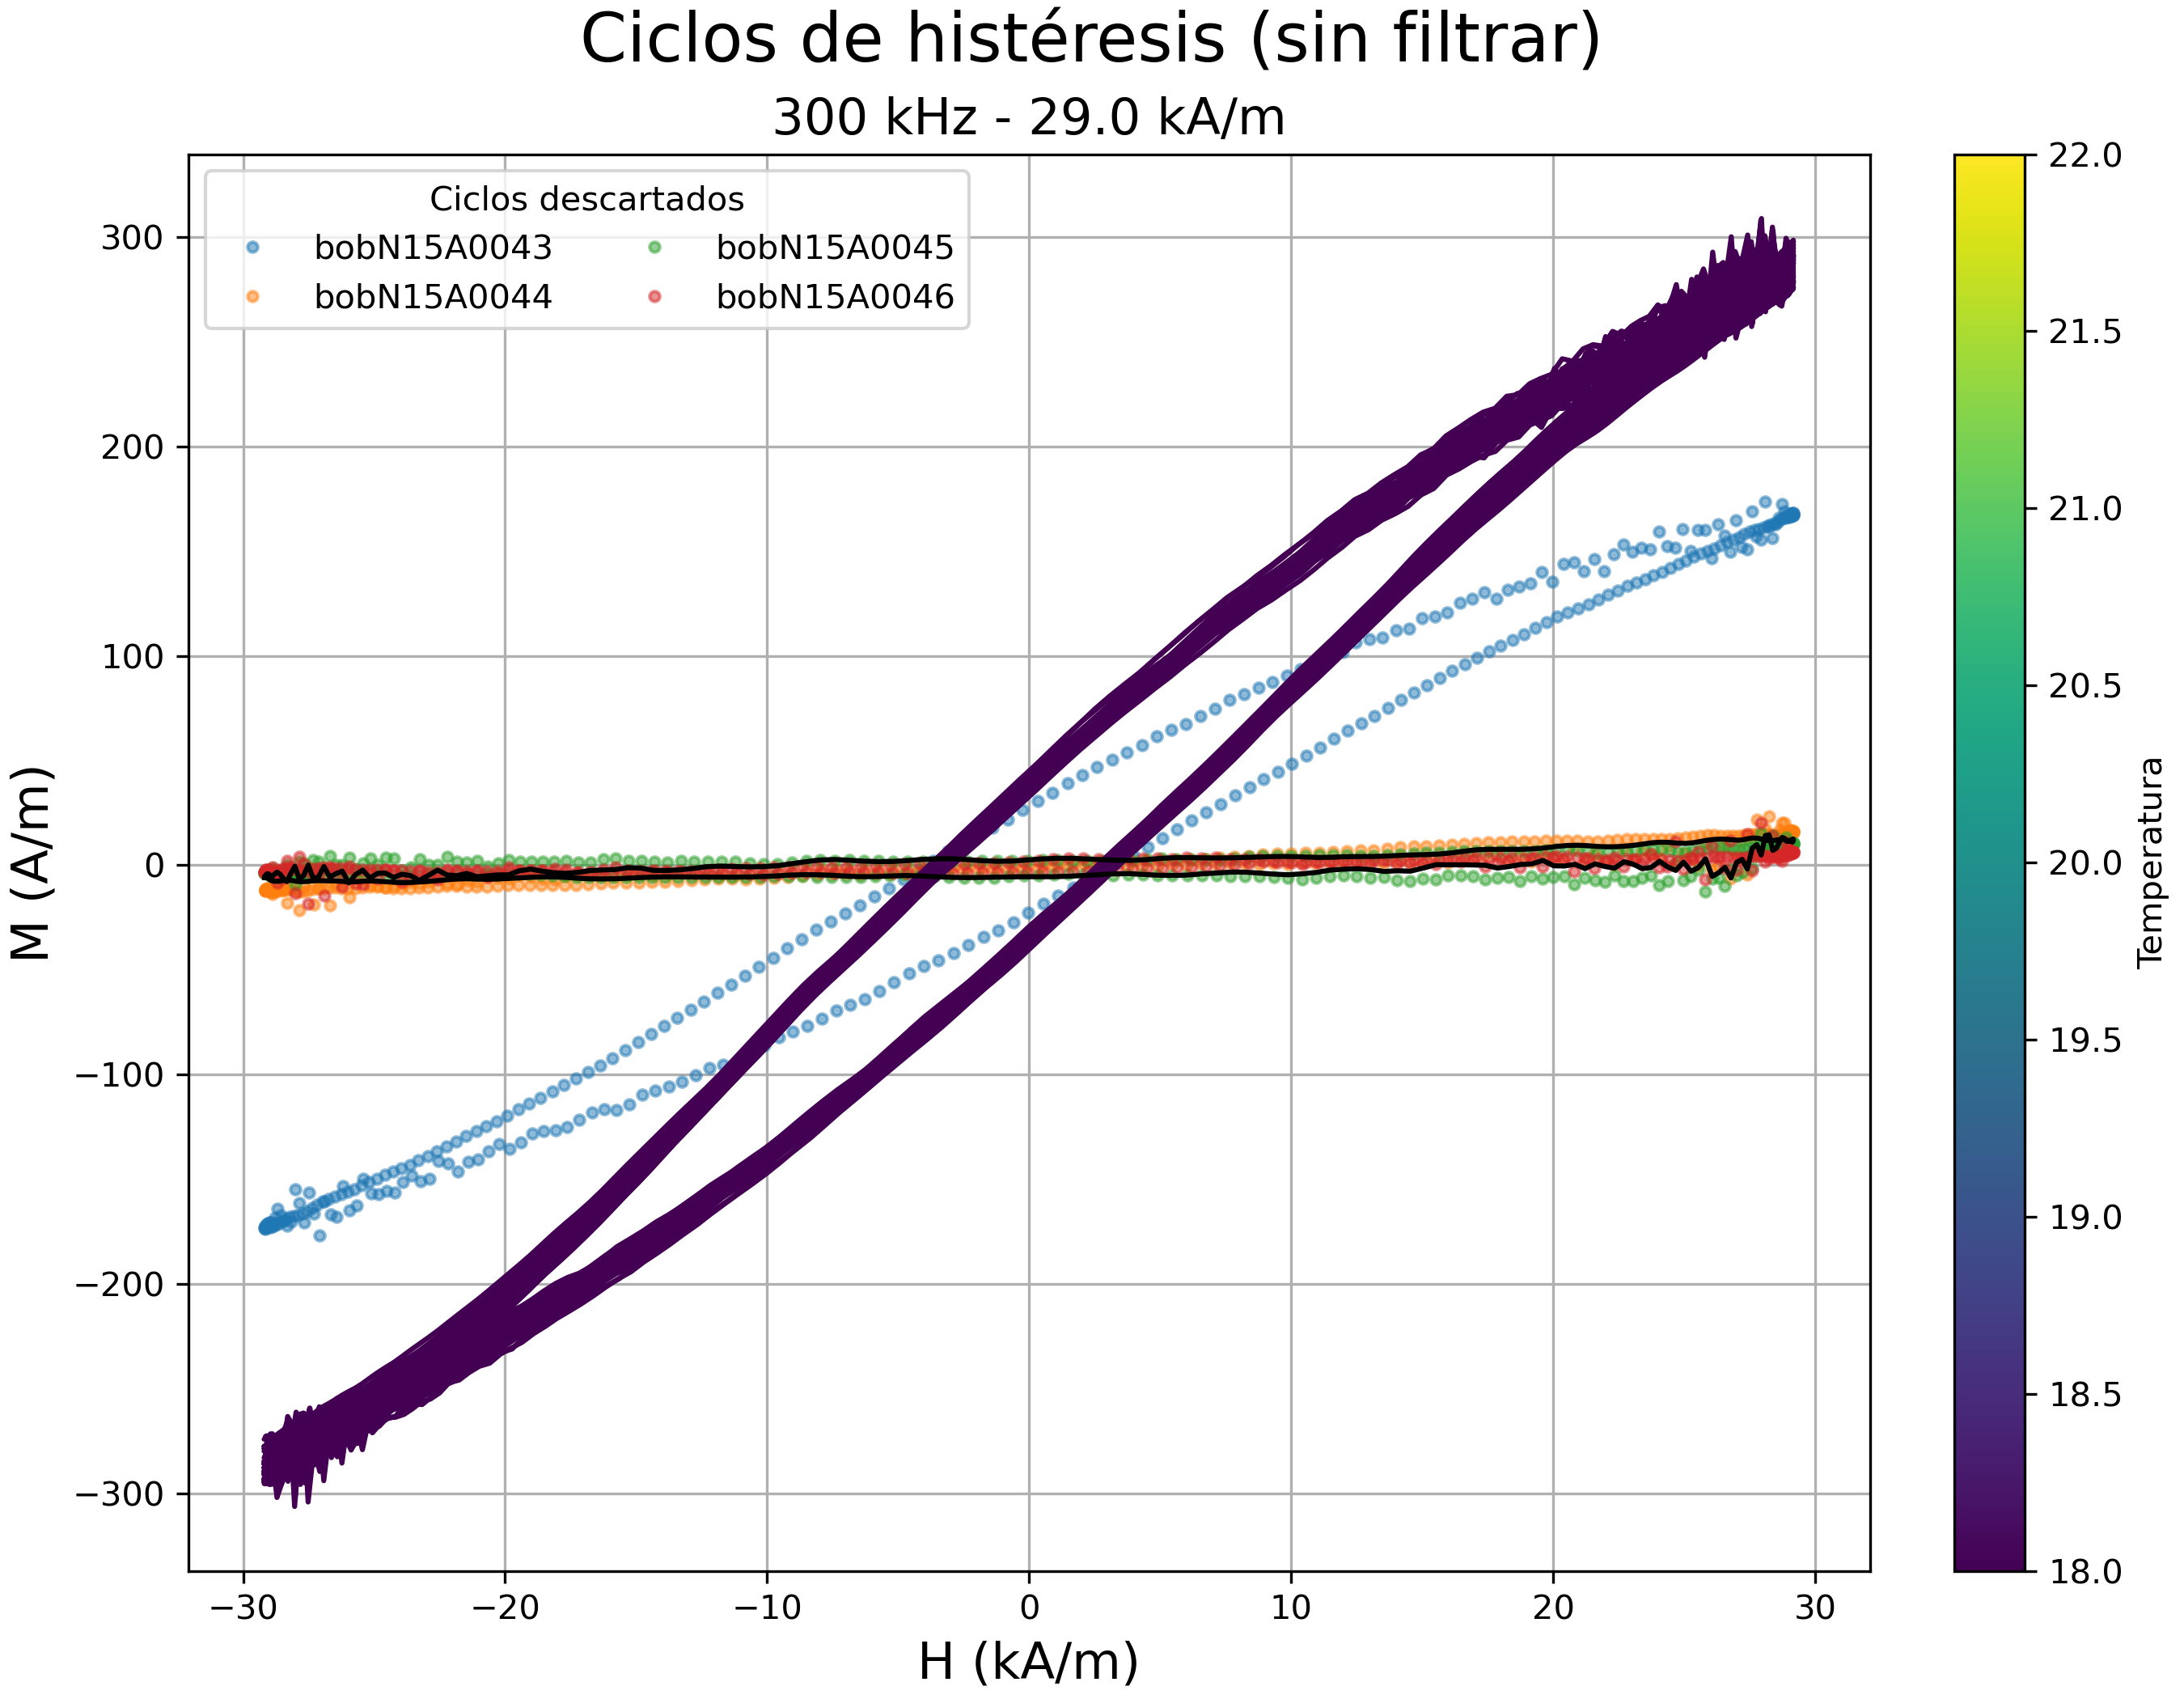 Ciclos de histéresis (sin filtrar)
300 kHz - 29.0 kA/m
Ciclos descartados
bobN15A0043 bobN15A0045
bobN15A0044 bobN15A0046
300
200
100
0
−100
−200
−300
M (A/m)
−30 −20 −10 0 10 20 30
H (kA/m)
22.0
21.5
21.0
20.5
20.0
19.5
19.0
18.5
18.0
Temperatura